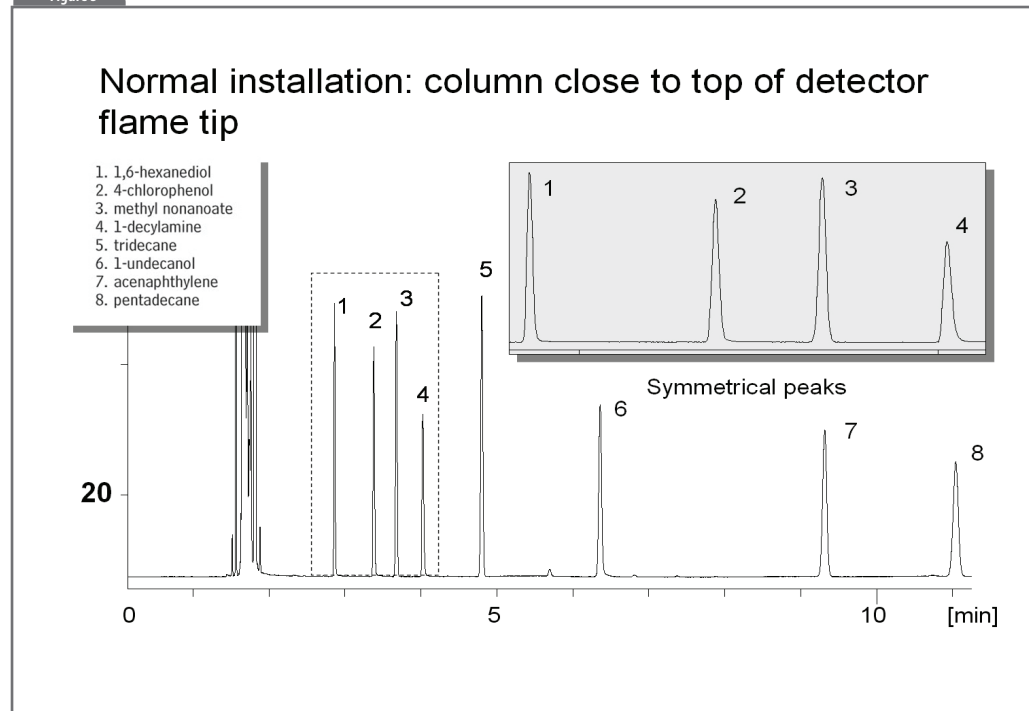 Normal installation: column close to top of detector
flame tip
1. 1,6-hexanediol
2. 4-chlorophenol
3. methyl nonanoate
4. 1-decylamine
5. tridecane
6. 1-undecanol
7. acenaphthylene
8. pentadecane
1
2
3
4
Symmetrical peaks
1
2
3
4
5
6
7
8
20
0
5
10
[min]